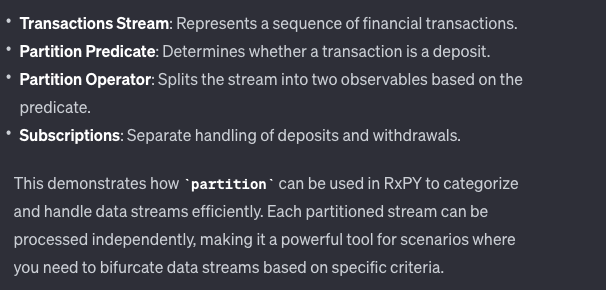 • Transactions Stream: Represents a sequence of financial transactions.
• Partition Predicate: Determines whether a transaction is a deposit.
• Partition Operator: Splits the stream into two observables based on the
predicate.
• Subscriptions: Separate handling of deposits and withdrawals.
This demonstrates how `partition` can be used in RxPY to categorize
and handle data streams efficiently. Each partitioned stream can be
processed independently, making it a powerful tool for scenarios where
you need to bifurcate data streams based on specific criteria.